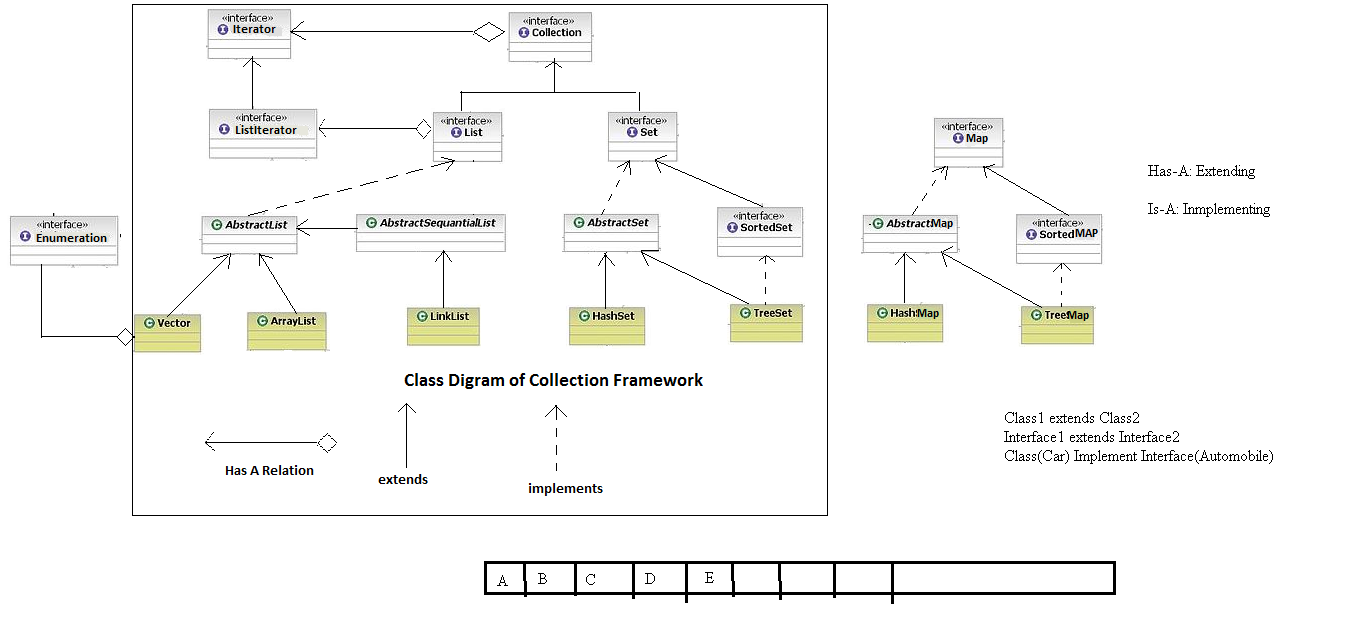 «interface»
Iterator
«interface»
Collection
«interface»
ListIterator
«interface»
List
«interface»
Set
«interface»
Map
Has-A: Extending
Is-A: Inmplementing
«interface»
Enumeration
AbstractList
AbstractSequantialList
AbstractSet
«interface»
SortedSet
AbstractMap
«interface»
SortedMAP
Vector
ArrayList
LinkList
HashSet
TreeSet
HashMap
TreeMap
Class Digram of Collection Framework
Class1 extends Class2
Interface1 extends Interface2
Class(Car) Implement Interface(Automobile)
Has A Relation
extends
implements
A B C D E